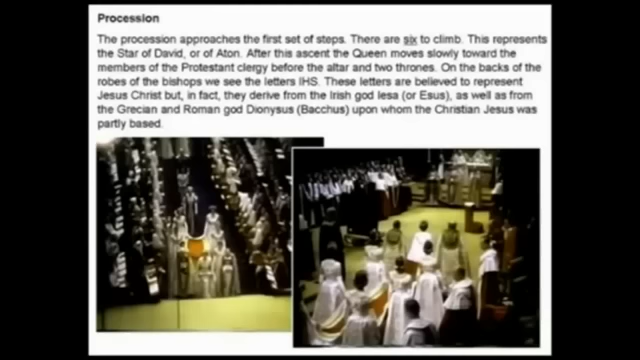 Procession
The procession approaches the first set of steps. There are six to climb. This represents
the Star of David, or of Aton. After this ascent the Queen moves slowly toward the
members of the Protestant clergy before the altar and two thrones. On the backs of the
robes of the bishops we see the letters IHS. These letters are believed to represent
Jesus Christ but, in fact, they derive from the Irish god Iesa (or Esus), as well as from
the Grecian and Roman god Dionysus (Bacchus) upon whom the Christian Jesus was
partly based.